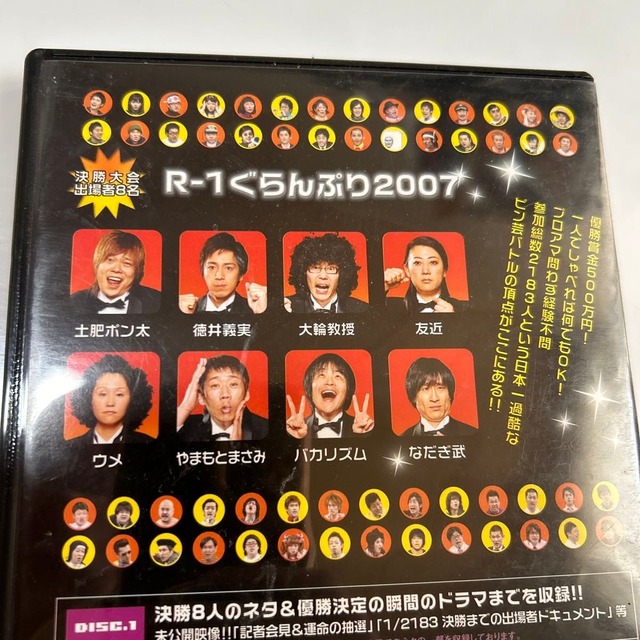 決勝大会
出場者8名
R-1ぐらんぷり2007
優勝賞金500万円!
一人でしゃべれば何でもOK!
プロアマ問わず経験不問
参加総数2183人という日本一過酷な
ピン芸バトルの頂点がここにある!!
土肥ポン太
徳井義実
大輪教授
友近
ウメ
やまもとまさみ
バカリズム
なだぎ武
DISC.1
決勝8人のネタ&優勝決定の瞬間のドラマまでを収録!!
未公開映像!!「記者会見&運命の抽選」「1/2183 決勝までの出場者ドキュメント」等